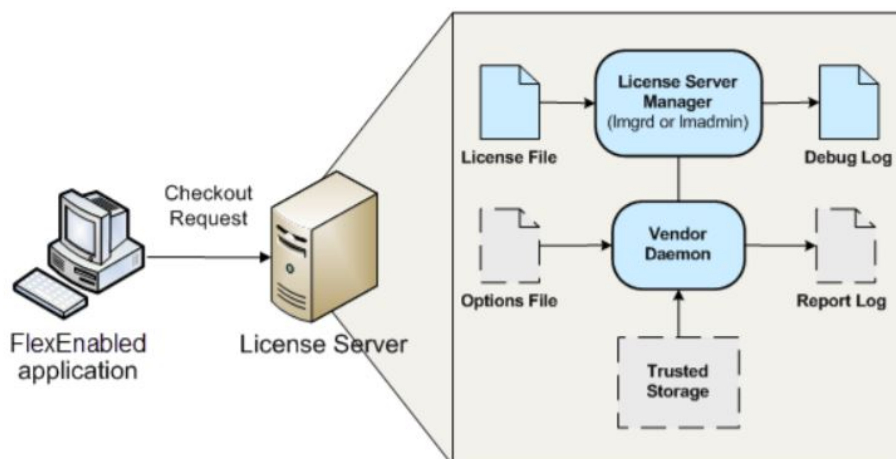 License Server
Manager
(lmgrd or lmadmin)
License File
Debug Log
Checkout
Request
Vendor
Daemon
Options File
Report Log
FlexEnabled
application
License Server
Trusted
Storage